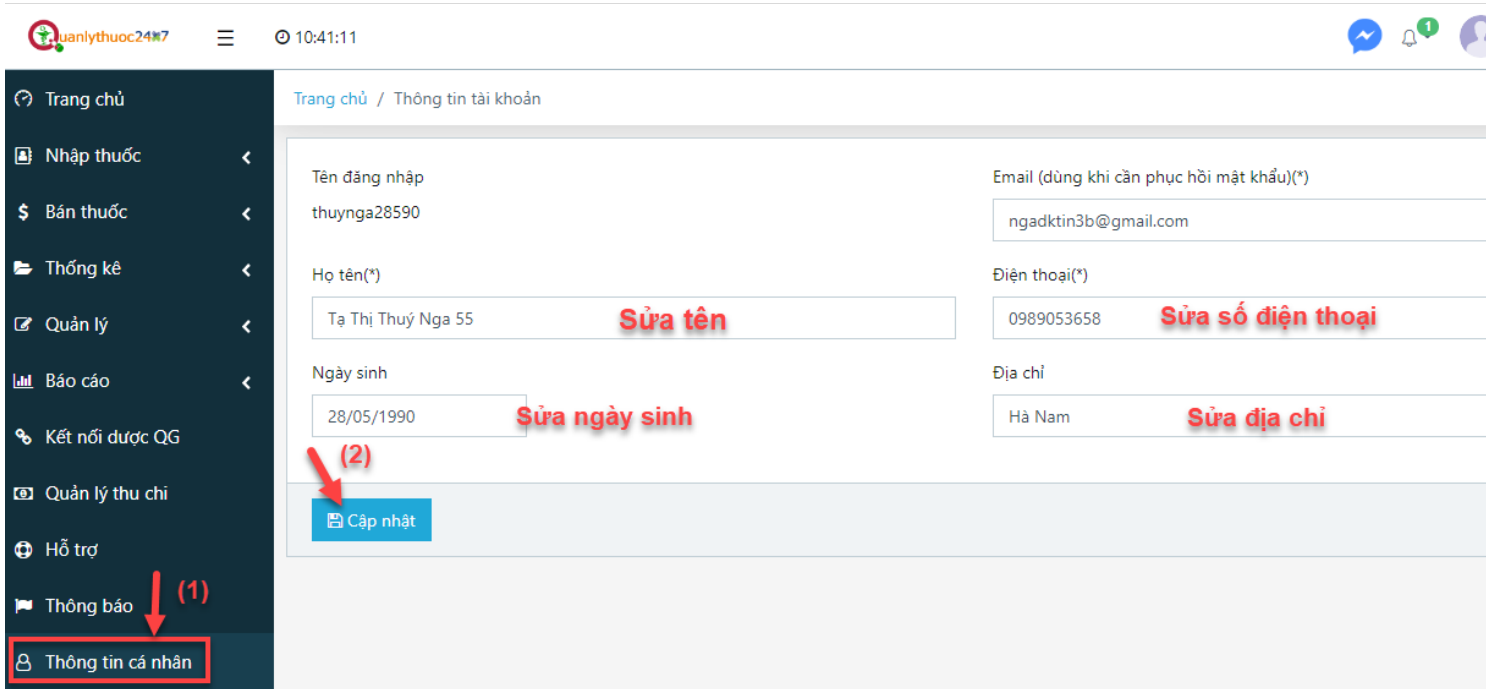 Quanlythuoc24h7
10:41:11
1
Trang chủ
Nhập thuốc
Bán thuốc
Thống kê
Quản lý
Báo cáo
Kết nối dược QG
Quản lý thu chi
Hỗ trợ
Thông báo
(1)
Thông tin cá nhân
Trang chủ / Thông tin tài khoản
Tên đăng nhập
thuynga28590
Email (dùng khi cần phục hồi mật khẩu)(*)
ngadktin3b@gmail.com
Họ tên(*)
Tạ Thị Thuý Nga 55 Sửa tên
Điện thoại(*)
0989053658 Sửa số điện thoại
Ngày sinh
28/05/1990 Sửa ngày sinh
Địa chỉ
Hà Nam Sửa địa chỉ
(2)
Cập nhật